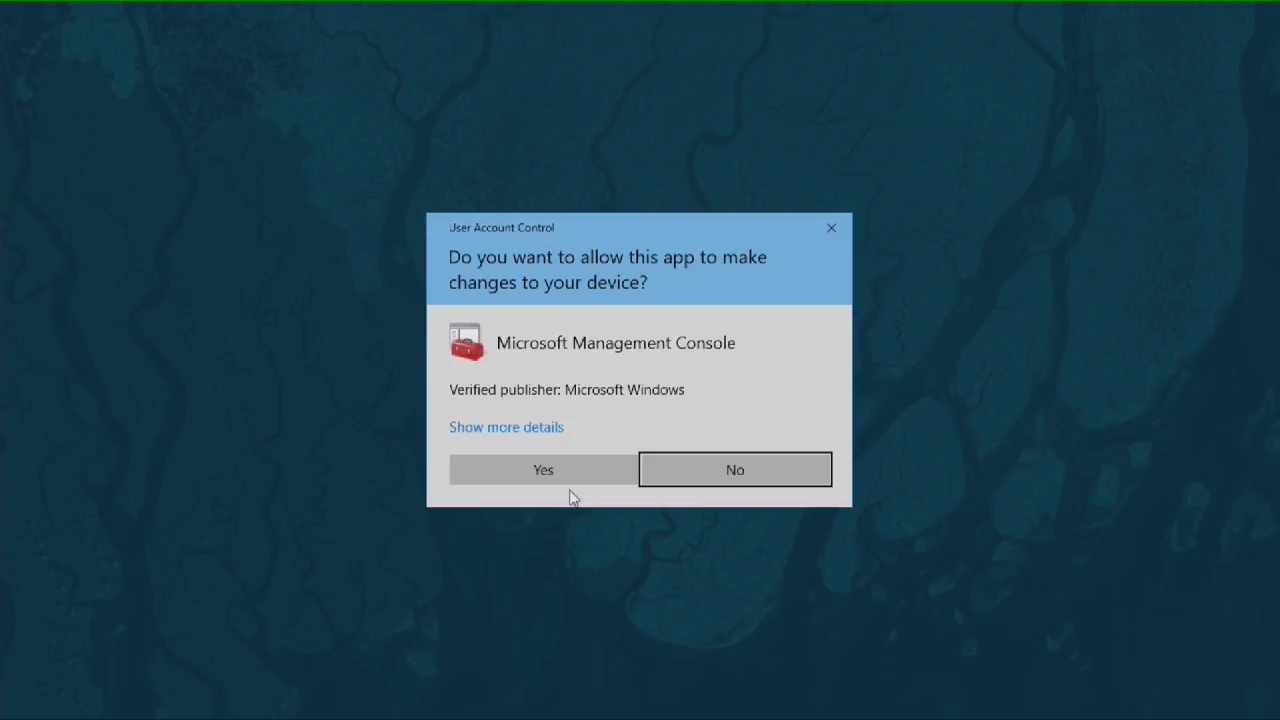 User Account Control
Do you want to allow this app to make
changes to your device?
Microsoft Management Console
Verified publisher: Microsoft Windows
Show more details
Yes
No